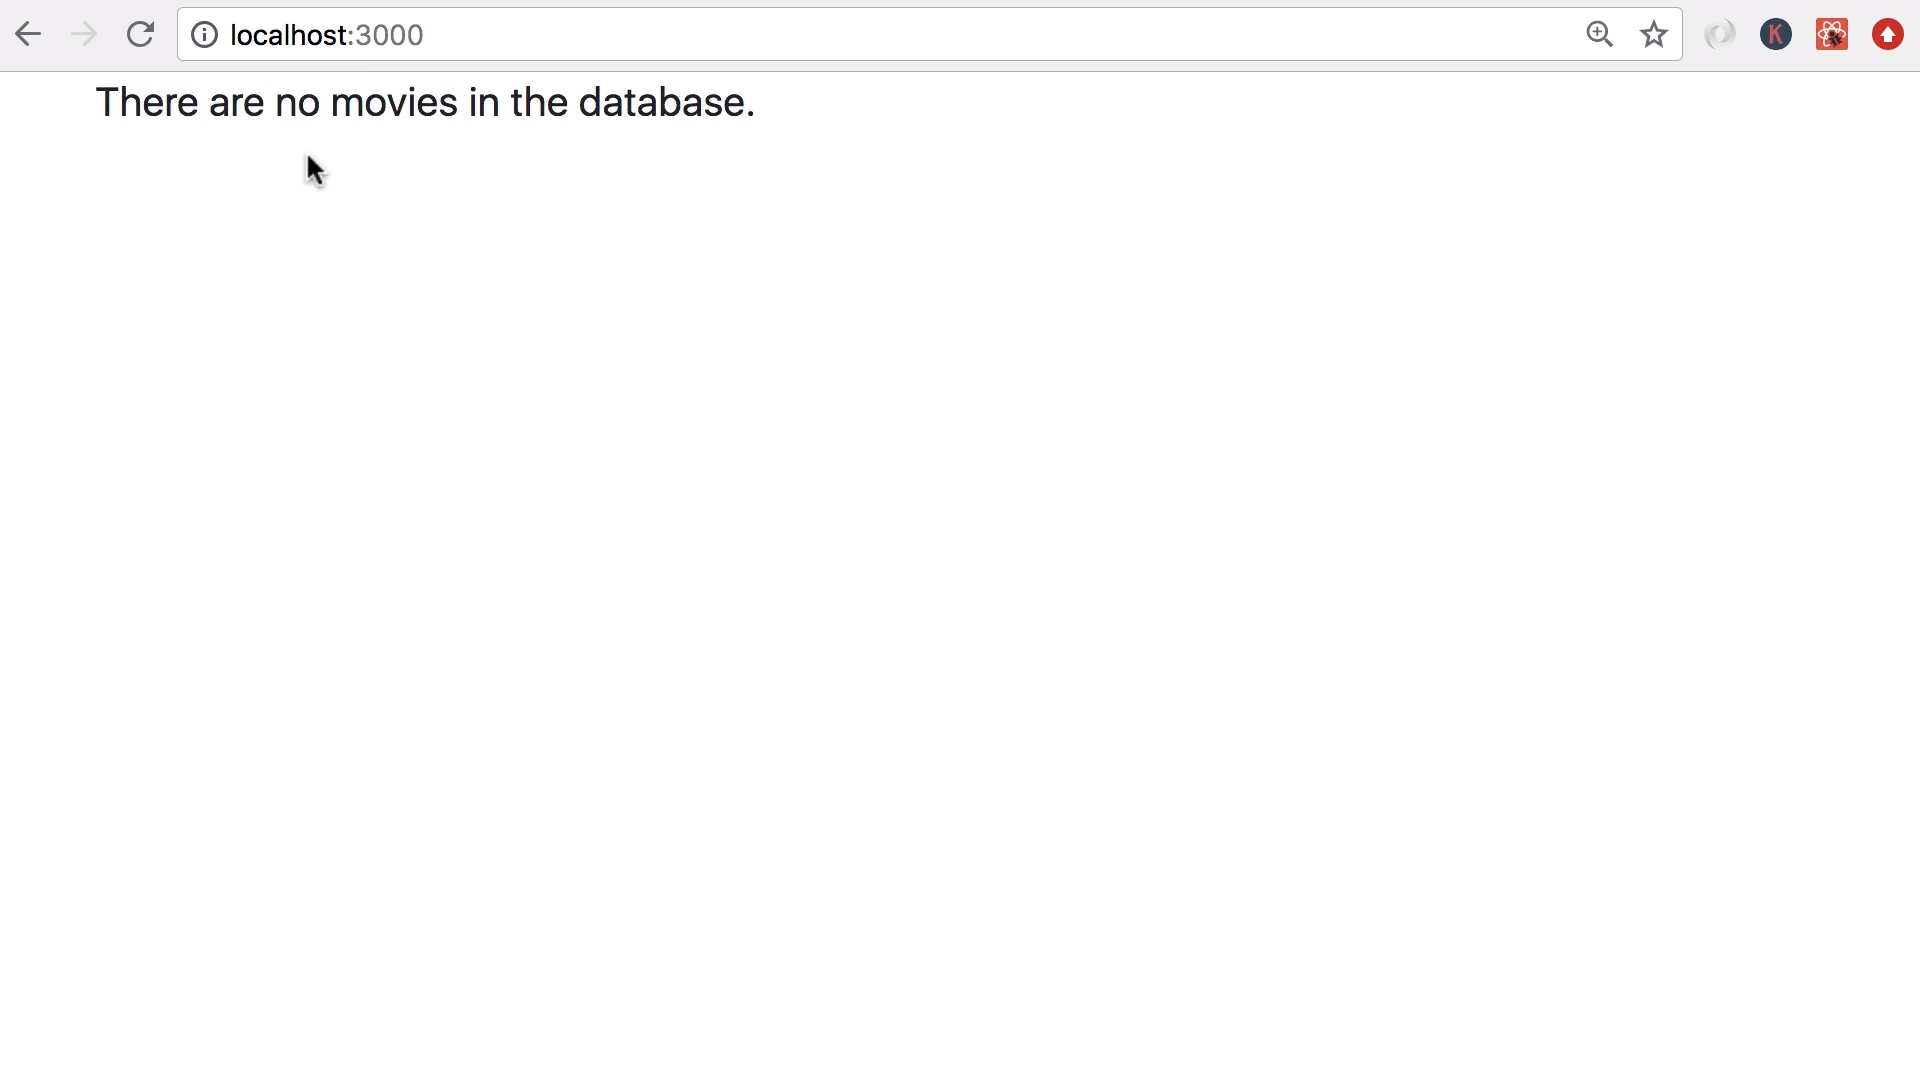 localhost:3000
K
There are no movies in the database.